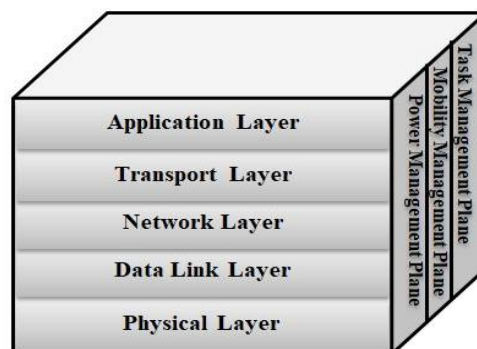 Application Layer
Transport Layer
Network Layer
Data Link Layer
Physical Layer
Power Management Plane
Mobility Management Plane
Task Management Plane